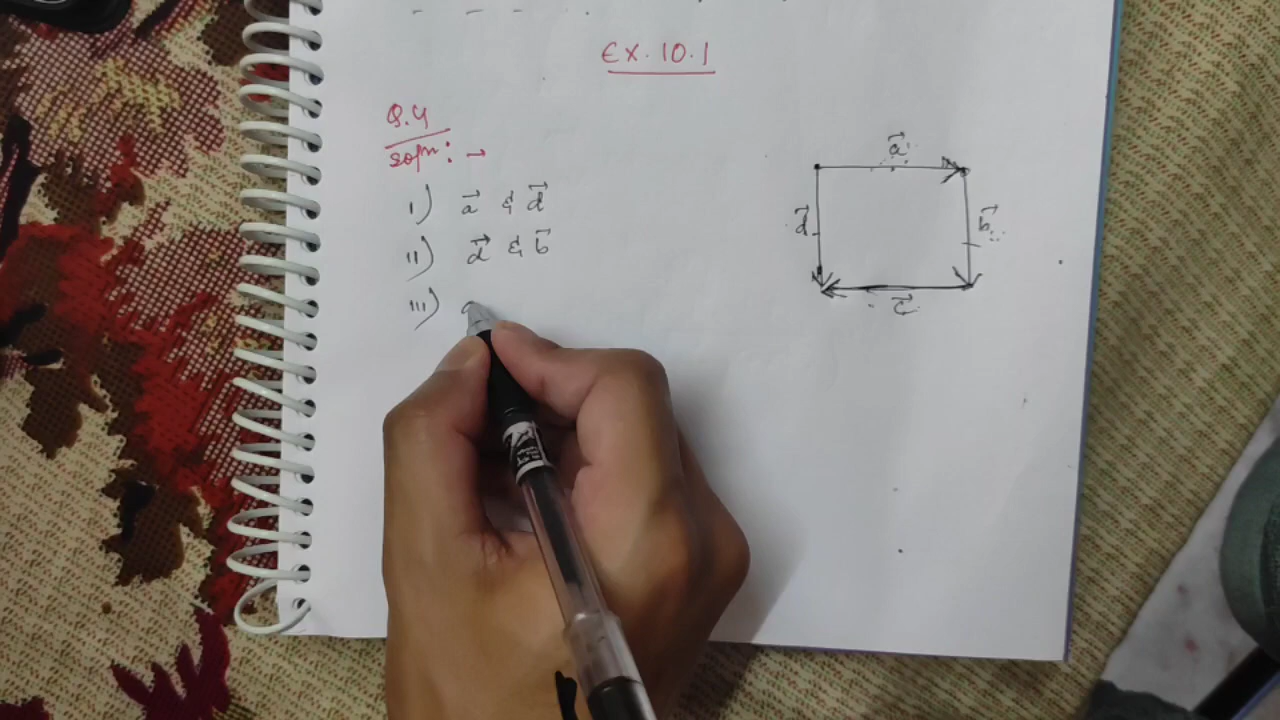 Ex. 10.1
Q.4
Soln: →
i) a⃗ & d⃗
ii) d⃗ & b⃗
iii) a
a⃗
d⃗
b⃗
c⃗